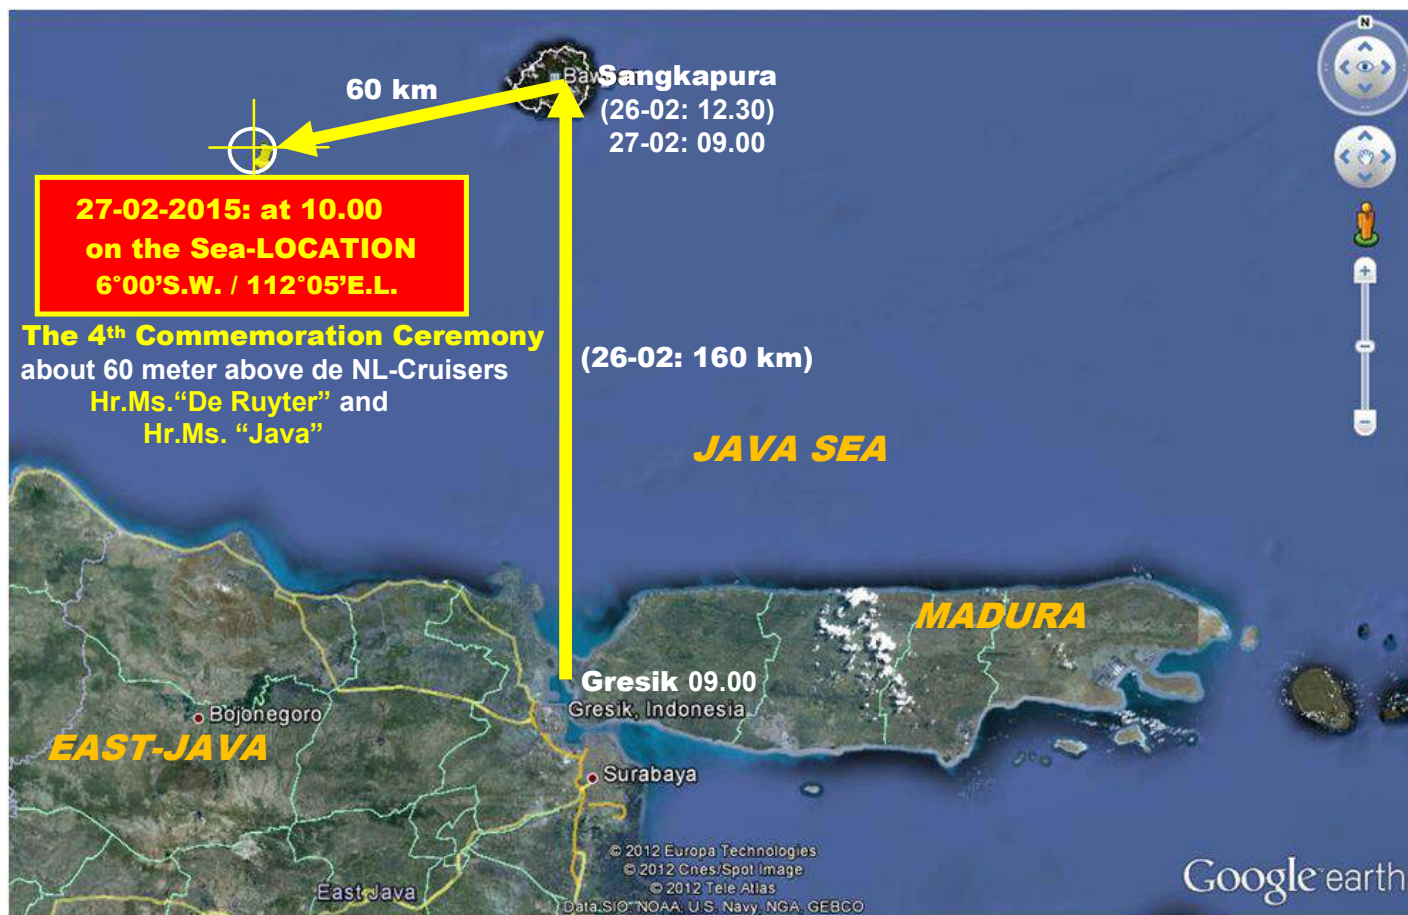 N
60 km
Sangkapura
(26-02: 12.30)
27-02: 09.00
27-02-2015: at 10.00
on the Sea-LOCATION
6°00'S.W. / 112°05'E.L.
The 4th Commemoration Ceremony
about 60 meter above de NL-Cruisers
Hr.Ms.“De Ruyter” and
Hr.Ms. “Java”
(26-02: 160 km)
JAVA SEA
MADURA
Gresik 09.00
Gresik, Indonesia
Bojonegoro
EAST-JAVA
Surabaya
© 2012 Europa Technologies
© 2012 Cnes/Spot Image
© 2012 Tele Atlas
Data SIO, NOAA, U.S. Navy, NGA, GEBCO
East Java
Google earth